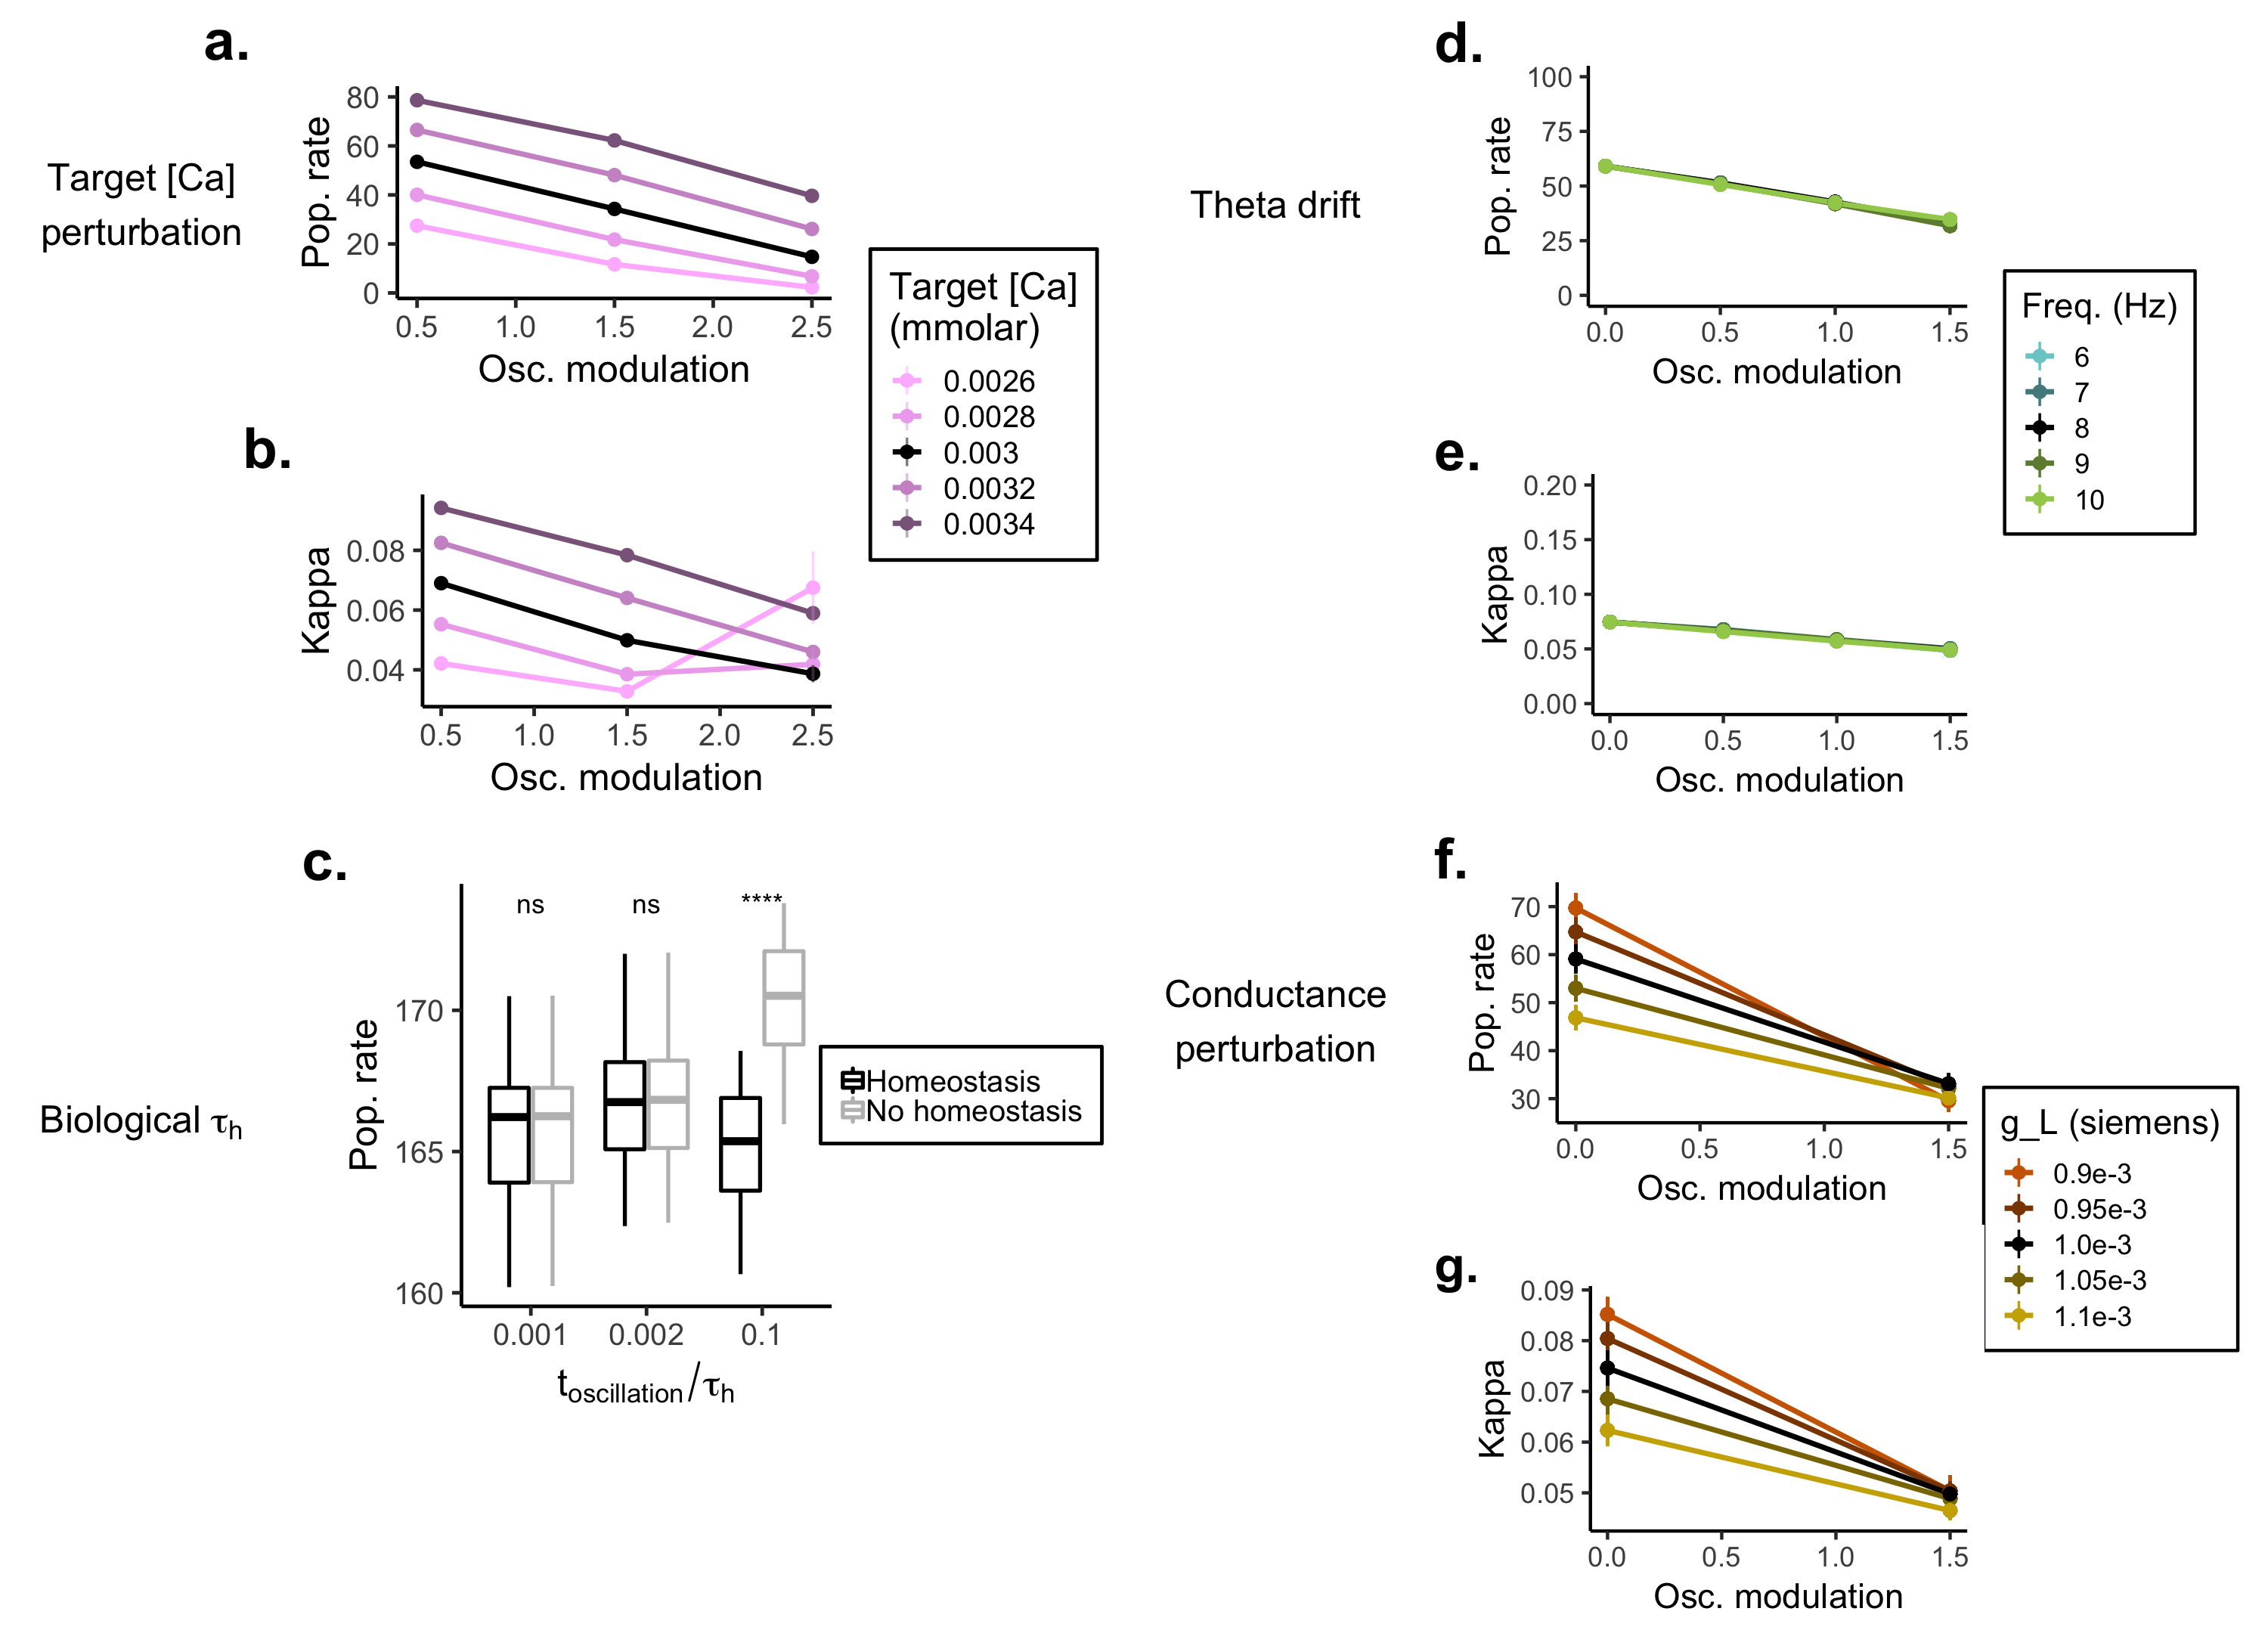 a.
Target [Ca]
perturbation
Pop. rate
80
60
40
20
0
0.5 1.0 1.5 2.0 2.5
Osc. modulation
Target [Ca]
(mmolar)
0.0026
0.0028
0.003
0.0032
0.0034
b.
Kappa
0.08
0.06
0.04
0.5 1.0 1.5 2.0 2.5
Osc. modulation
c.
Biological τh
Pop. rate
ns ns ****
170
165
160
0.001 0.002 0.1
toscillation/τh
Homeostasis
No homeostasis
d.
Theta drift
Pop. rate
100
75
50
25
0
0.0 0.5 1.0 1.5
Osc. modulation
Freq. (Hz)
6
7
8
9
10
e.
Kappa
0.20
0.15
0.10
0.05
0.00
0.0 0.5 1.0 1.5
Osc. modulation
f.
Conductance
perturbation
Pop. rate
70
60
50
40
30
0.0 0.5 1.0 1.5
Osc. modulation
g_L (siemens)
0.9e-3
0.95e-3
1.0e-3
1.05e-3
1.1e-3
g.
Kappa
0.09
0.08
0.07
0.06
0.05
0.0 0.5 1.0 1.5
Osc. modulation